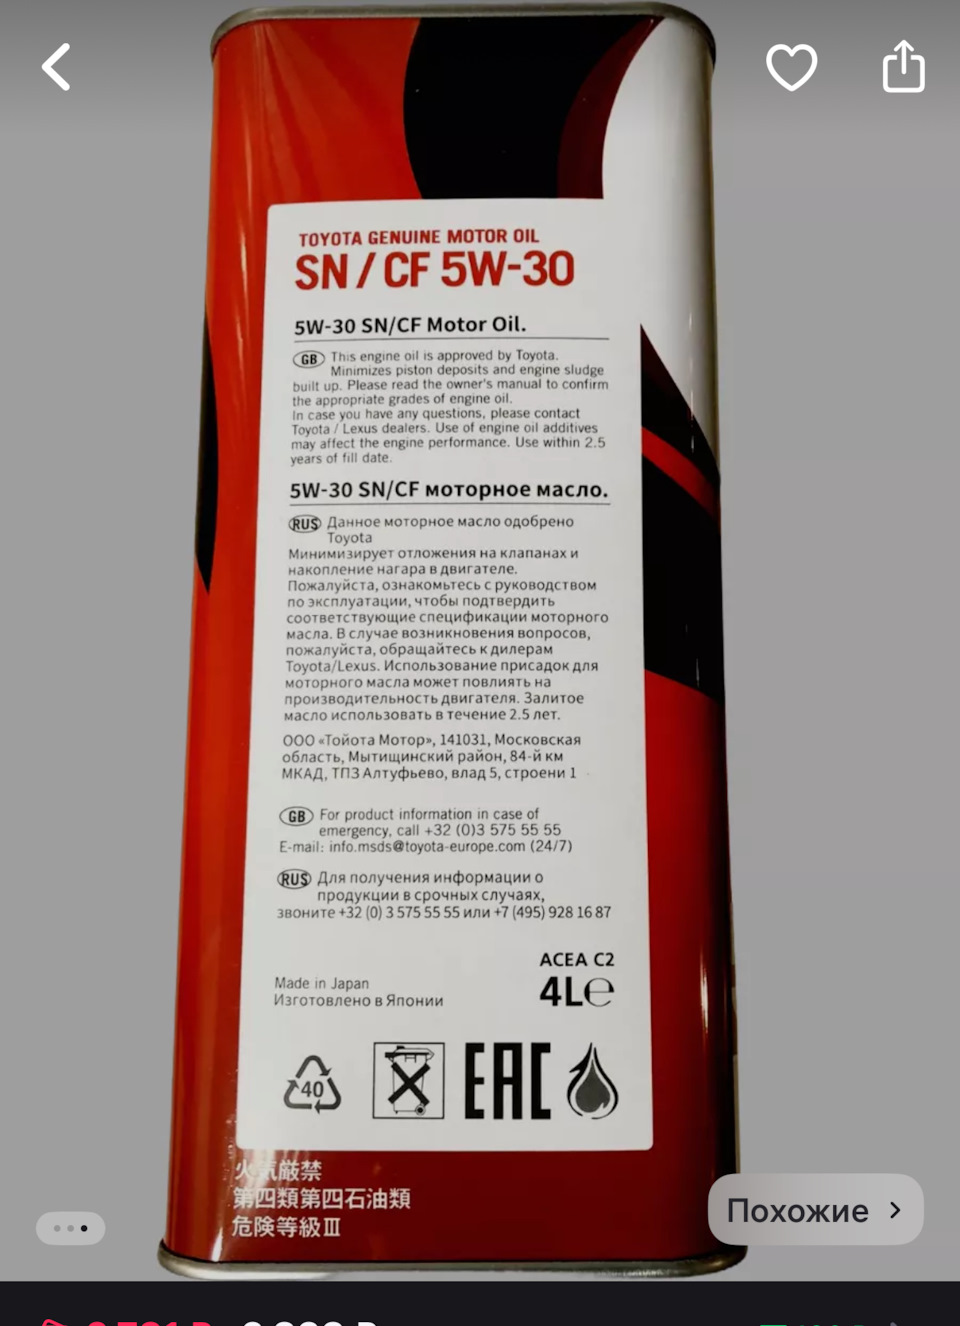 TOYOTA GENUINE MOTOR OIL
SN / CF 5W-30
5W-30 SN/CF Motor Oil.
GB This engine oil is approved by Toyota.
Minimizes piston deposits and engine sludge
built up. Please read the owner's manual to confirm
the appropriate grades of engine oil.
In case you have any questions, please contact
Toyota / Lexus dealers. Use of engine oil additives
may affect the engine performance. Use within 2.5
years of fill date.
5W-30 SN/CF моторное масло.
RUS Данное моторное масло одобрено
Toyota
Минимизирует отложения на клапанах и
накопление нагара в двигателе.
Пожалуйста, ознакомьтесь с руководством
по эксплуатации, чтобы подтвердить
соответствующие спецификации моторного
масла. В случае возникновения вопросов,
пожалуйста, обращайтесь к дилерам
Toyota/Lexus. Использование присадок для
моторного масла может повлиять на
производительность двигателя. Залитое
масло использовать в течение 2.5 лет.
ООО «Тойота Мотор», 141031, Московская
область, Мытищинский район, 84-й км
МКАД, ТПЗ Алтуфьево, влад 5, строени 1
GB For product information in case of
emergency, call +32 (0)3 575 55 55
E-mail: info.msds@toyota-europe.com (24/7)
RUS Для получения информации о
продукции в срочных случаях,
звоните +32 (0) 3 575 55 55 или +7 (495) 928 16 87
ACEA C2
Made in Japan
4L℮
Изготовлено в Японии
40
EAC
火気厳禁
第四類第四石油類
危険等級Ⅲ
Похожие